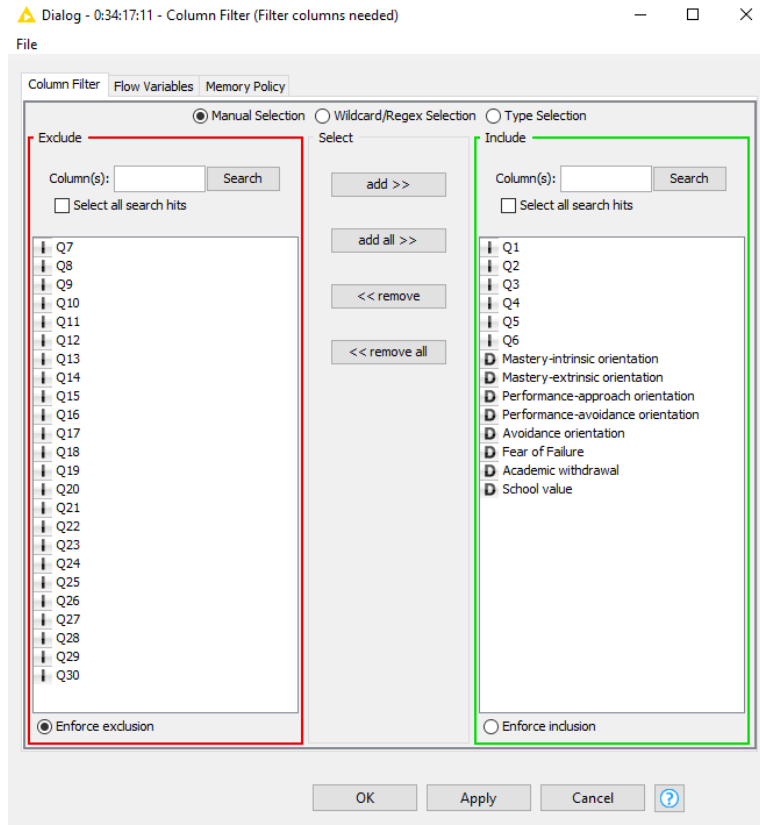 Dialog - 0:34:17:11 - Column Filter (Filter columns needed)
File
Column Filter Flow Variables Memory Policy
Manual Selection Wildcard/Regex Selection Type Selection
Exclude
Column(s): Search
Select all search hits
Q7
Q8
Q9
Q10
Q11
Q12
Q13
Q14
Q15
Q16
Q17
Q18
Q19
Q20
Q21
Q22
Q23
Q24
Q25
Q26
Q27
Q28
Q29
Q30
Enforce exclusion
Select
add >>
add all >>
<< remove
<< remove all
Include
Column(s): Search
Select all search hits
I Q1
I Q2
I Q3
I Q4
I Q5
I Q6
D Mastery-intrinsic orientation
D Mastery-extrinsic orientation
D Performance-approach orientation
D Performance-avoidance orientation
D Avoidance orientation
D Fear of Failure
D Academic withdrawal
D School value
Enforce inclusion
OK Apply Cancel ?